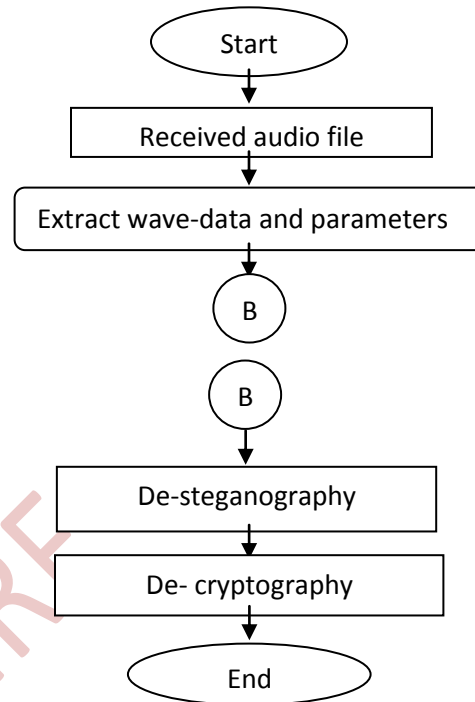 Start
Received audio file
Extract wave-data and parameters
B
B
De-steganography
De- cryptography
End